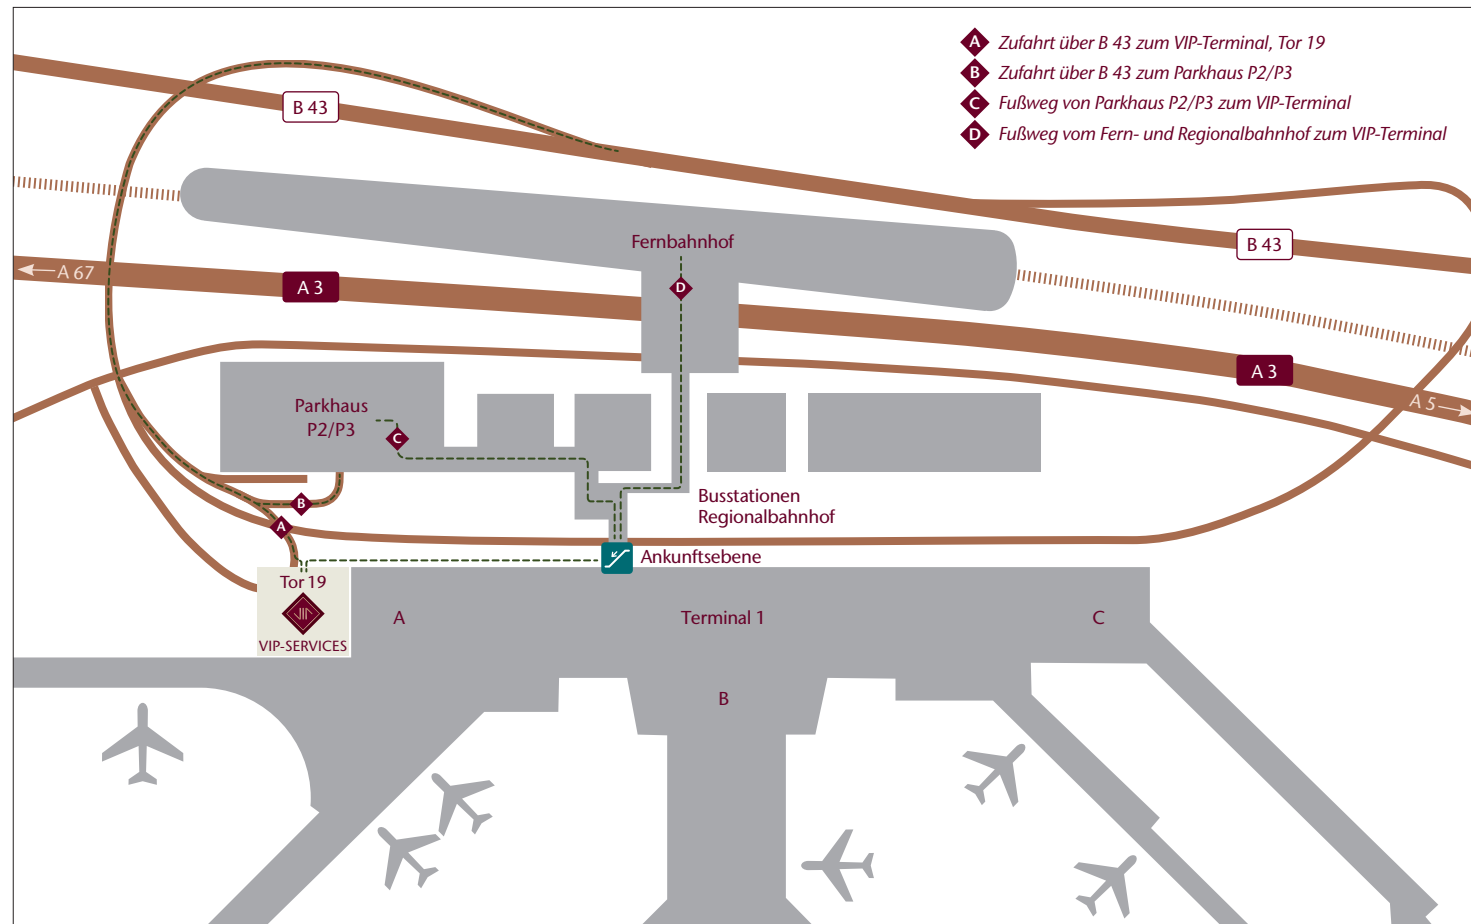 A Zufahrt über B 43 zum VIP-Terminal, Tor 19
B Zufahrt über B 43 zum Parkhaus P2/P3
C Fußweg von Parkhaus P2/P3 zum VIP-Terminal
D Fußweg vom Fern- und Regionalbahnhof zum VIP-Terminal
B 43
Fernbahnhof
B 43
A 67
A 3
D
A 3
A 5
Parkhaus
P2/P3
C
Busstationen
Regionalbahnhof
B
A
Ankunftsebene
Tor 19
VIP
VIP-SERVICES
A
Terminal 1
C
B